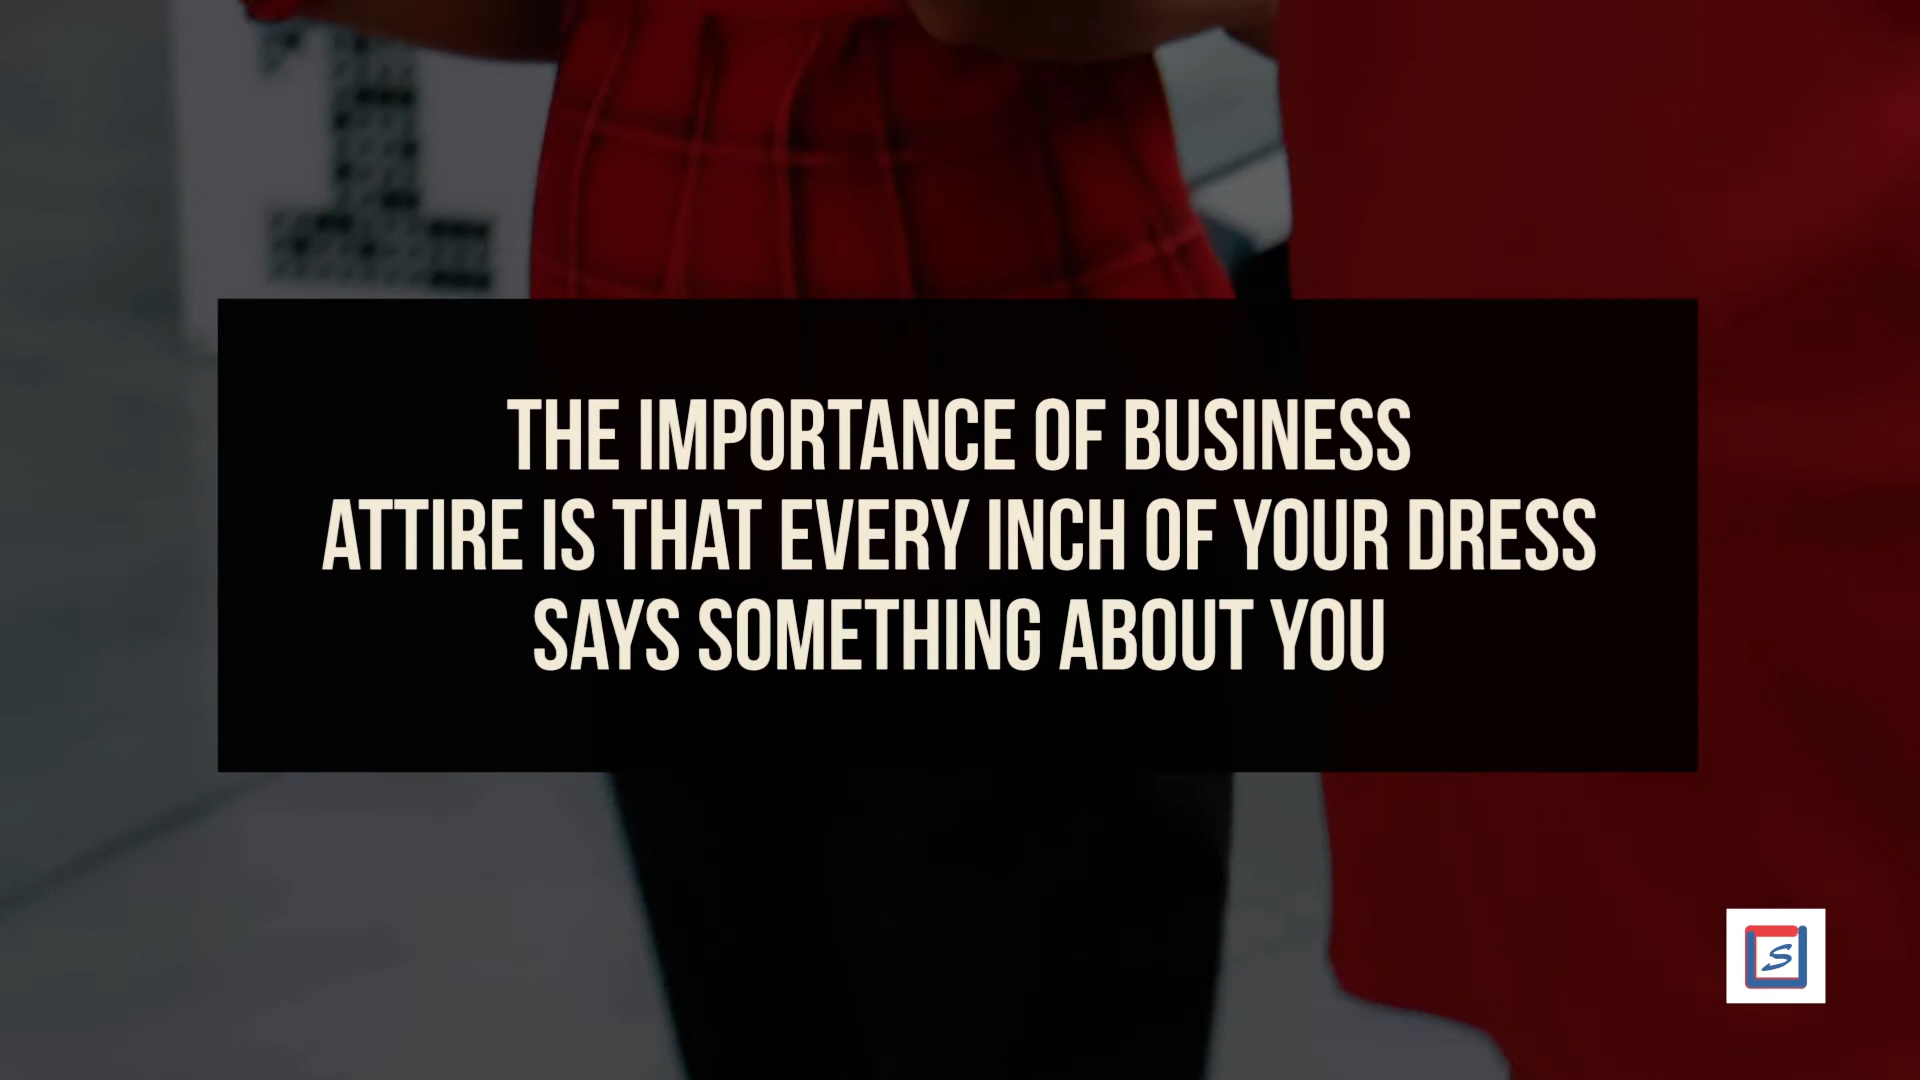 THE IMPORTANCE OF BUSINESS
ATTIRE IS THAT EVERY INCH OF YOUR DRESS
SAYS SOMETHING ABOUT YOU
S